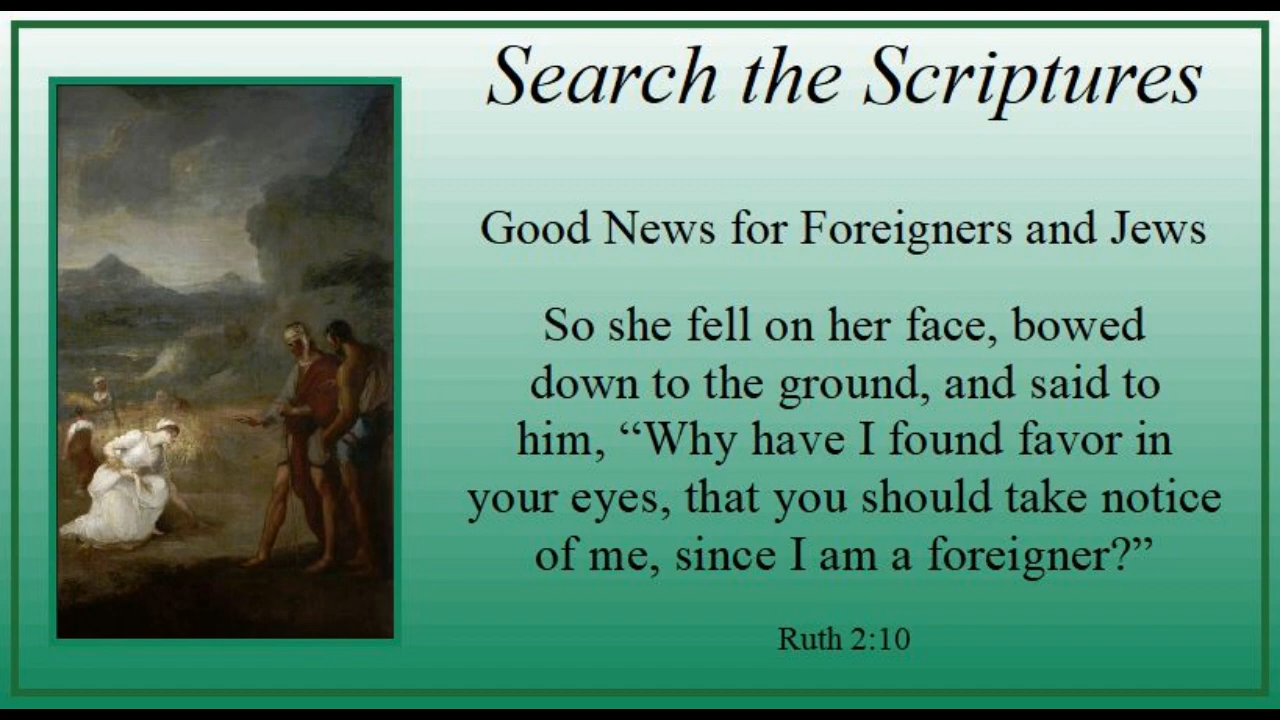 Search the Scriptures
Good News for Foreigners and Jews
So she fell on her face, bowed
down to the ground, and said to
him, “Why have I found favor in
your eyes, that you should take notice
of me, since I am a foreigner?”
Ruth 2:10